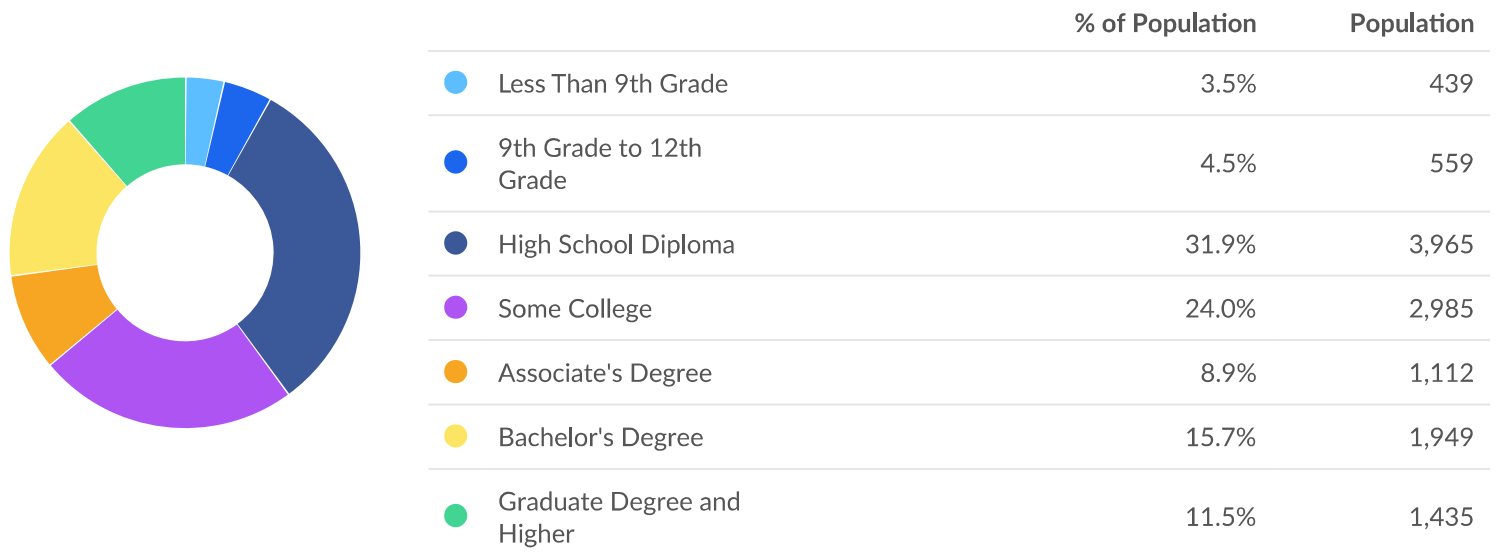 % of Population Population
Less Than 9th Grade 3.5% 439
9th Grade to 12th
Grade 4.5% 559
High School Diploma 31.9% 3,965
Some College 24.0% 2,985
Associate's Degree 8.9% 1,112
Bachelor's Degree 15.7% 1,949
Graduate Degree and
Higher 11.5% 1,435